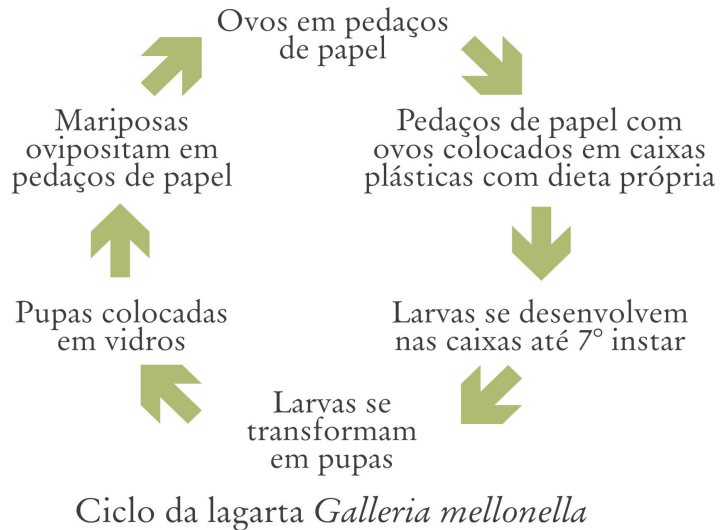 Ovos em pedaços
de papel
Pedaços de papel com
ovos colocados em caixas
plásticas com dieta própria
Larvas se desenvolvem
nas caixas até 7° instar
Larvas se
transformam
em pupas
Pupas colocadas
em vidros
Mariposas
ovipositam em
pedaços de papel
Ciclo da lagarta Galleria mellonella